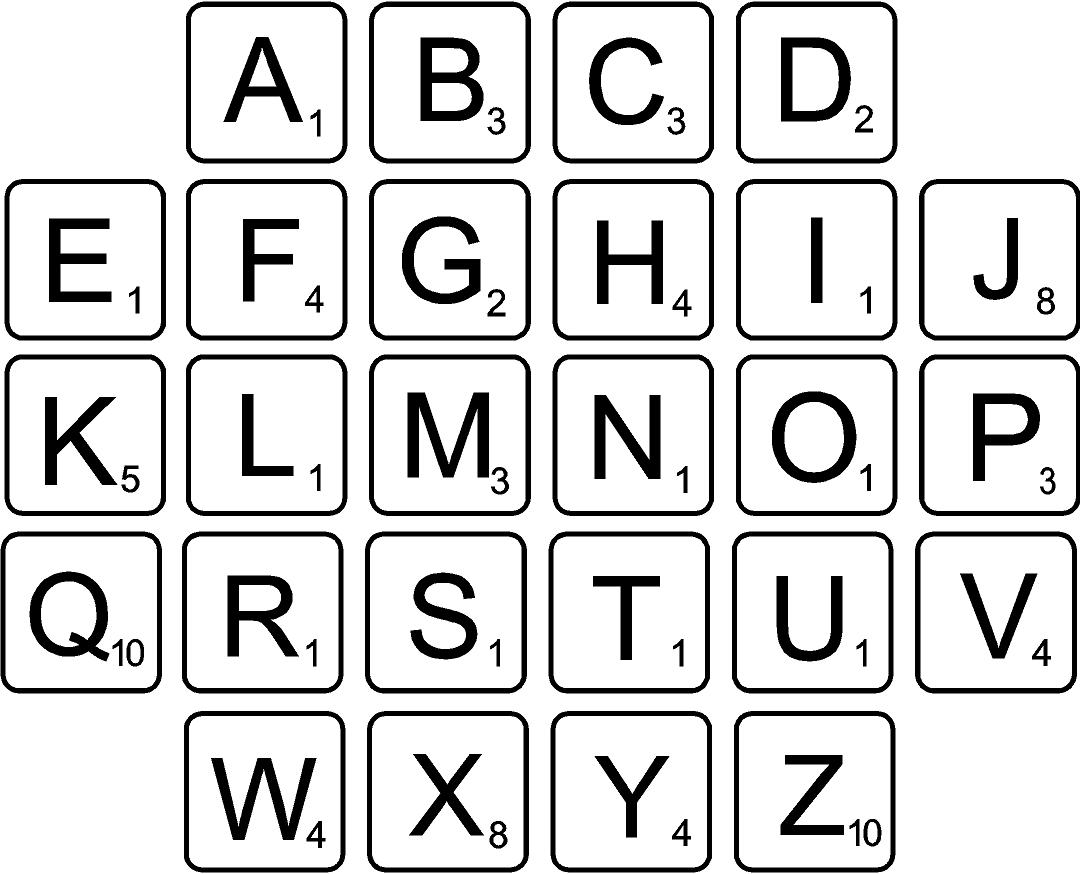 A1 B3 C3 D2
E1 F4 G2 H4 I1 J8
K5 L1 M3 N1 O1 P3
Q10 R1 S1 T1 U1 V4
W4 X8 Y4 Z10